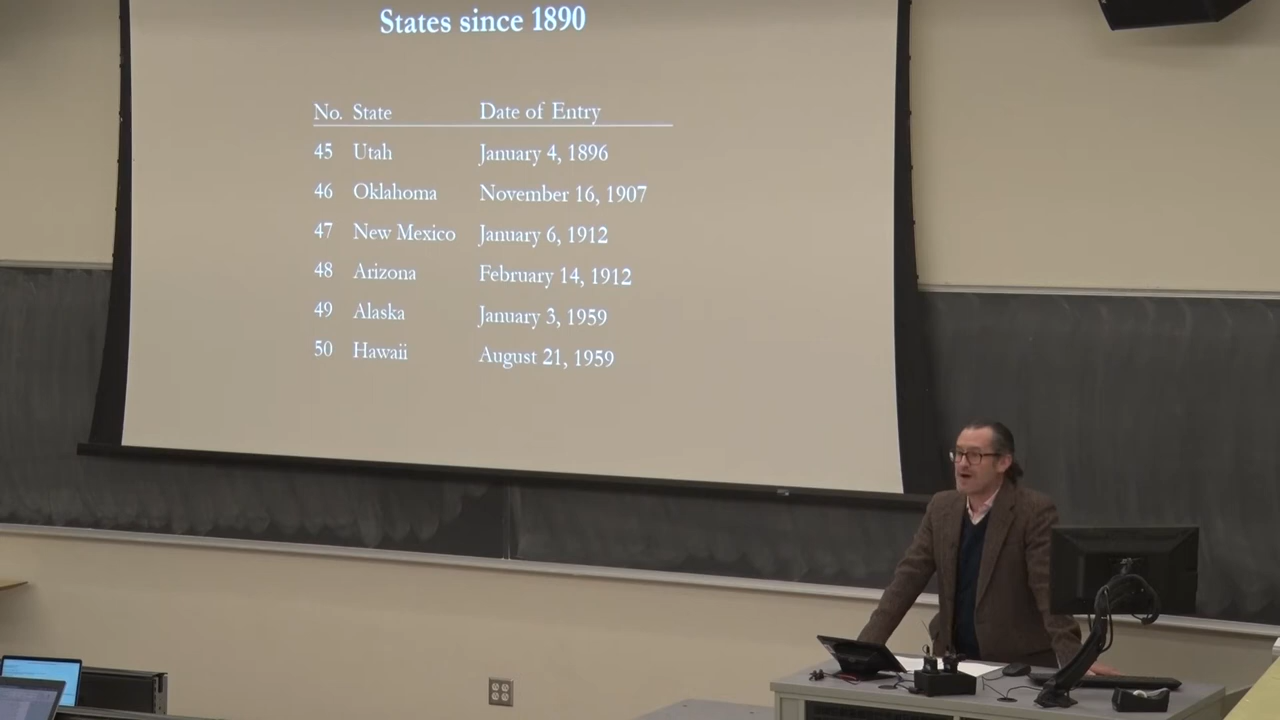 States since 1890
No. State Date of Entry
45 Utah January 4, 1896
46 Oklahoma November 16, 1907
47 New Mexico January 6, 1912
48 Arizona February 14, 1912
49 Alaska January 3, 1959
50 Hawaii August 21, 1959